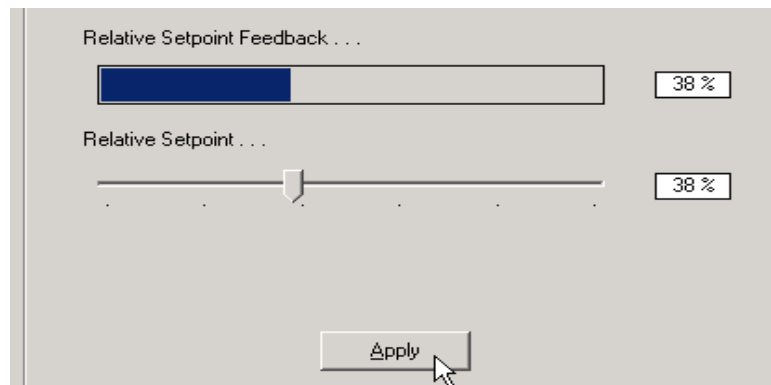 Relative Setpoint Feedback . . .
38 %
Relative Setpoint . . .
38 %
Apply